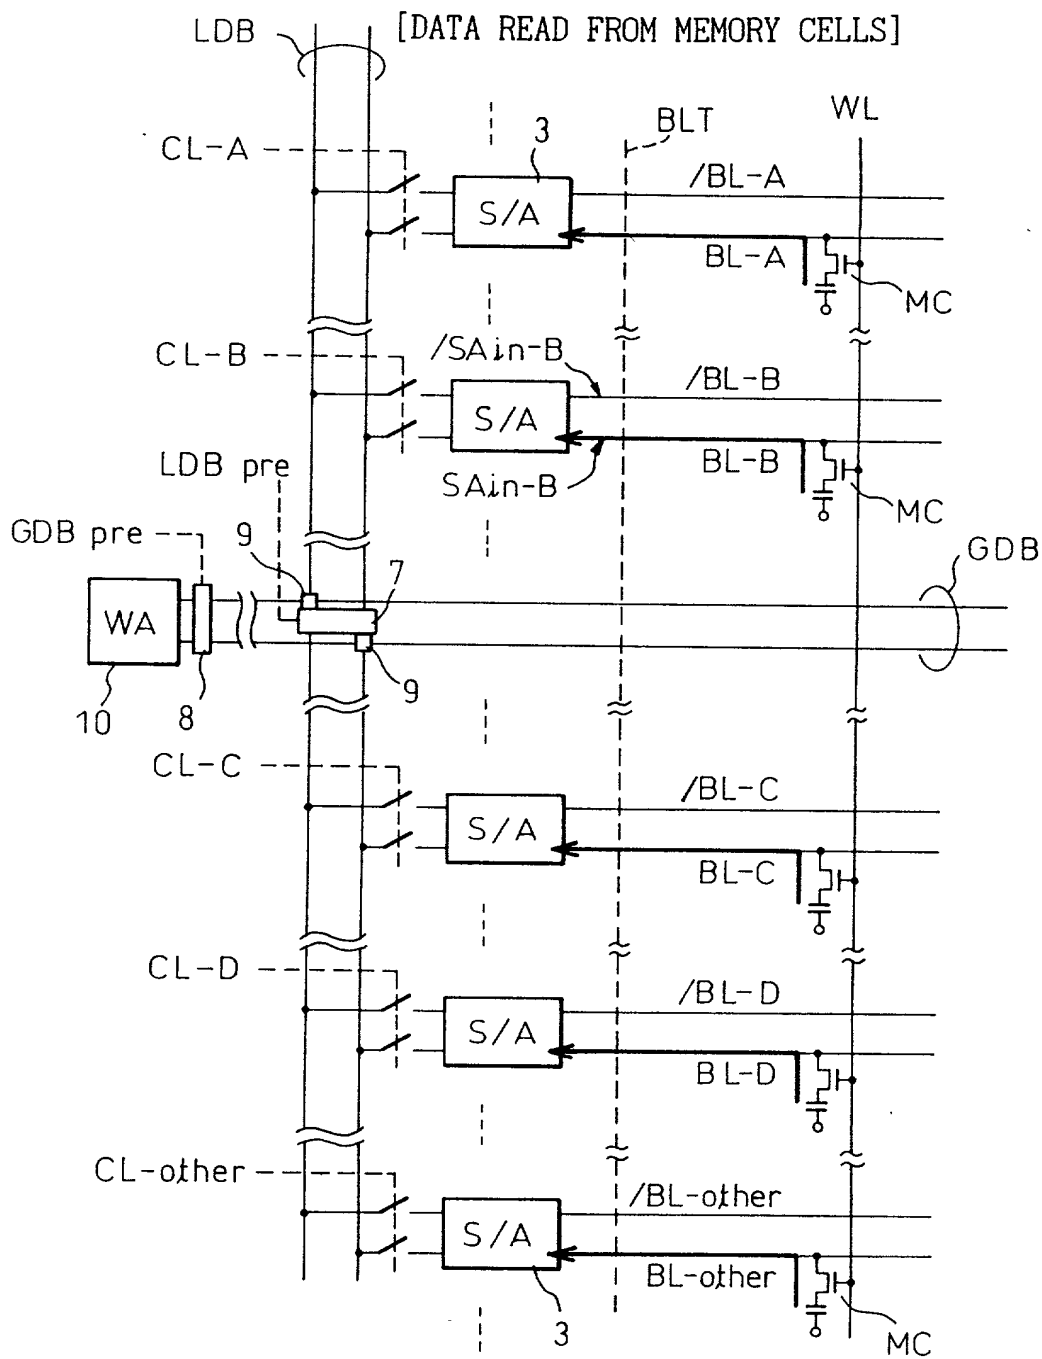 LDB [DATA READ FROM MEMORY CELLS]
WL
3 BLT
CL-A /BL-A
S/A
BL-A
MC
CL-B /SAin-B /BL-B
S/A
LDB pre BL-B
SAin-B
MC
GDB pre 9 GDB
7
WA
9
10 8
CL-C /BL-C
S/A
BL-C
CL-D /BL-D
S/A
BL-D
CL-other /BL-other
S/A
BL-other
3 MC